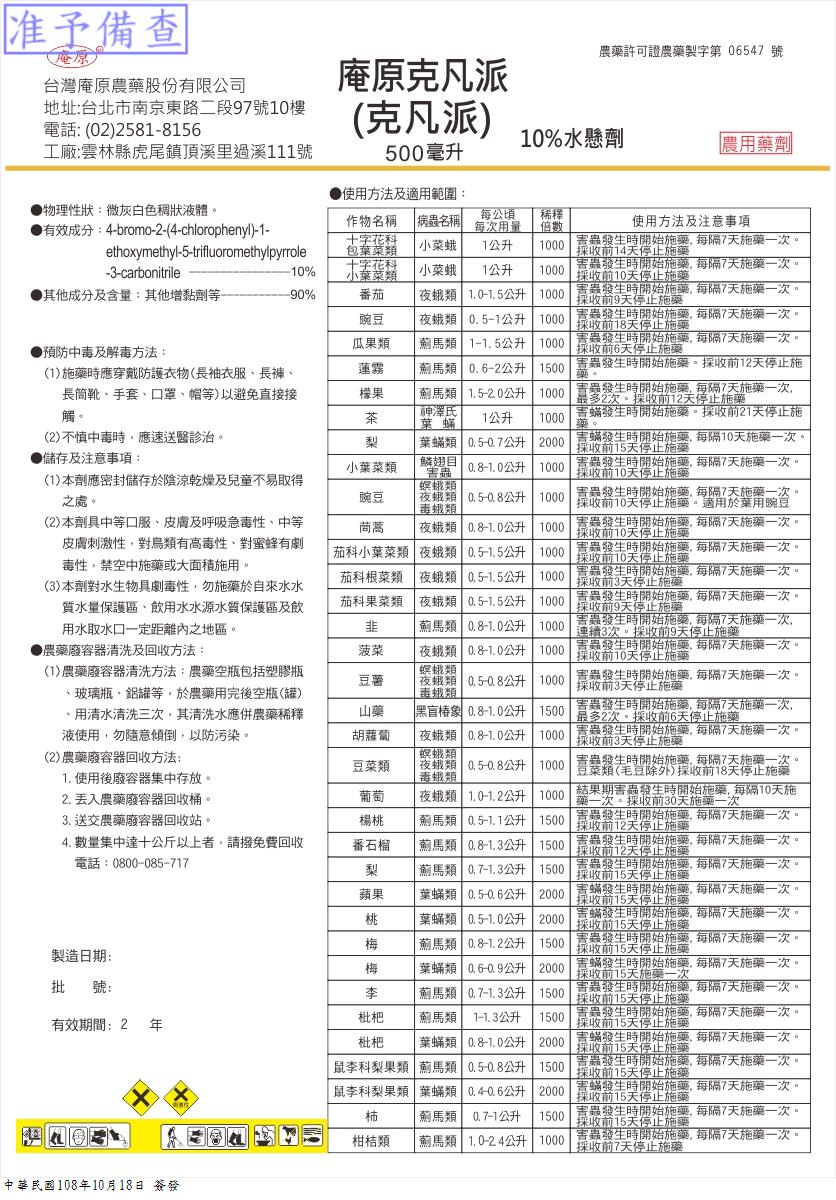 准予備查
庵原®
農藥許可證農藥製字第 06547 號
台灣庵原農藥股份有限公司
地址:台北市南京東路二段97號10樓
電話: (02)2581-8156
工廠:雲林縣虎尾鎮頂溪里過溪111號
庵原克凡派
(克凡派)
500毫升
10%水懸劑
農用藥劑
●物理性狀：微灰白色稠狀液體。
●有效成分：4-bromo-2-(4-chlorophenyl)-1-
ethoxymethyl-5-trifluoromethylpyrrole
-3-carbonitrile ----------------10%
●其他成分及含量：其他增黏劑等-----------90%
●預防中毒及解毒方法：
(1)施藥時應穿戴防護衣物(長袖衣服、長褲、
長筒靴、手套、口罩、帽等)以避免直接接
觸。
(2)不慎中毒時，應速送醫診治。
●儲存及注意事項：
(1)本劑應密封儲存於陰涼乾燥及兒童不易取得
之處。
(2)本劑具中等口服、皮膚及呼吸急毒性、中等
皮膚刺激性，對鳥類有高毒性、對蜜蜂有劇
毒性，禁空中施藥或大面積施用。
(3)本劑對水生物具劇毒性，勿施藥於自來水水
質水量保護區、飲用水水源水質保護區及飲
用水取水口一定距離內之地區。
●農藥廢容器清洗及回收方法：
(1)農藥廢容器清洗方法：農藥空瓶包括塑膠瓶
、玻璃瓶、鋁罐等，於農藥用完後空瓶(罐)
、用清水清洗三次，其清洗水應併農藥稀釋
液使用，勿隨意傾倒，以防污染。
(2)農藥廢容器回收方法:
1. 使用後廢容器集中存放。
2. 丟入農藥廢容器回收桶。
3. 送交農藥廢容器回收站。
4. 數量集中達十公斤以上者，請撥免費回收
電話：0800-085-717
製造日期:
批　　號:
有效期間: 2　年
刺激性
●使用方法及適用範圍：
作物名稱 病蟲名稱 每公頃每次用量 稀釋倍數 使用方法及注意事項
十字花科包葉菜類 小菜蛾 1公升 1000 害蟲發生時開始施藥, 每隔7天施藥一次。採收前14天停止施藥
十字花科小葉菜類 小菜蛾 1公升 1000 害蟲發生時開始施藥, 每隔7天施藥一次。採收前10天停止施藥
番茄 夜蛾類 1.0-1.5公升 1000 害蟲發生時開始施藥, 每隔7天施藥一次。採收前9天停止施藥
豌豆 夜蛾類 0.5-1公升 1000 害蟲發生時開始施藥, 每隔7天施藥一次。採收前18天停止施藥
瓜果類 薊馬類 1-1.5公升 1000 害蟲發生時開始施藥, 每隔7天施藥一次。採收前6天停止施藥
蓮霧 薊馬類 0.6-2公升 1500 害蟲發生時開始施藥。採收前12天停止施藥。
檬果 薊馬類 1.5-2.0公升 1000 害蟲發生時開始施藥, 每隔7天施藥一次, 最多2次。採收前12天停止施藥
茶 神澤氏葉蟎 1公升 1000 害蟎發生時開始施藥。採收前21天停止施藥。
梨 葉蟎類 0.5-0.7公升 2000 害蟎發生時開始施藥, 每隔10天施藥一次。採收前15天停止施藥
小葉菜類 鱗翅目害蟲 0.8-1.0公升 1000 害蟲發生時開始施藥, 每隔7天施藥一次。採收前10天停止施藥
豌豆 螟蛾類 夜蛾類 毒蛾類 0.5-0.8公升 1000 害蟲發生時開始施藥, 每隔7天施藥一次。採收前10天停止施藥。適用於葉用豌豆
茼蒿 夜蛾類 0.8-1.0公升 1000 害蟲發生時開始施藥, 每隔7天施藥一次。採收前10天停止施藥
茄科小葉菜類 夜蛾類 0.5-1.5公升 1000 害蟲發生時開始施藥, 每隔7天施藥一次。採收前10天停止施藥
茄科根菜類 夜蛾類 0.5-1.5公升 1000 害蟲發生時開始施藥, 每隔7天施藥一次。採收前3天停止施藥
茄科果菜類 夜蛾類 0.5-1.5公升 1000 害蟲發生時開始施藥, 每隔7天施藥一次。採收前9天停止施藥
韭 薊馬類 0.8-1.0公升 1000 害蟲發生時開始施藥, 每隔7天施藥一次, 連續3次。採收前9天停止施藥
菠菜 夜蛾類 0.8-1.0公升 1000 害蟲發生時開始施藥, 每隔7天施藥一次。採收前10天停止施藥
豆薯 螟蛾類 夜蛾類 毒蛾類 0.5-0.8公升 1000 害蟲發生時開始施藥, 每隔7天施藥一次。採收前3天停止施藥
山藥 黑盲椿象 0.8-1.0公升 1500 害蟲發生時開始施藥, 每隔7天施藥一次, 最多2次。採收前6天停止施藥
胡蘿蔔 夜蛾類 0.8-1.0公升 1000 害蟲發生時開始施藥, 每隔7天施藥一次。採收前3天停止施藥
豆菜類 螟蛾類 夜蛾類 毒蛾類 0.5-0.8公升 1000 害蟲發生時開始施藥, 每隔7天施藥一次。豆菜類(毛豆除外)採收前18天停止施藥
葡萄 夜蛾類 1.0-1.2公升 1000 結果期害蟲發生時開始施藥, 每隔10天施藥一次。採收前30天施藥一次
楊桃 薊馬類 0.5-1.1公升 1500 害蟲發生時開始施藥, 每隔7天施藥一次。採收前12天停止施藥
番石榴 薊馬類 0.8-1.3公升 1500 害蟲發生時開始施藥, 每隔7天施藥一次。採收前12天停止施藥
梨 薊馬類 0.7-1.3公升 1500 害蟲發生時開始施藥, 每隔7天施藥一次。採收前15天停止施藥
蘋果 葉蟎類 0.5-0.6公升 2000 害蟎發生時開始施藥, 每隔7天施藥一次。採收前15天停止施藥
桃 葉蟎類 0.5-1.0公升 2000 害蟎發生時開始施藥, 每隔7天施藥一次。採收前15天停止施藥
梅 薊馬類 0.8-1.2公升 1500 害蟲發生時開始施藥, 每隔7天施藥一次。採收前15天停止施藥
梅 葉蟎類 0.6-0.9公升 2000 害蟎發生時開始施藥, 每隔7天施藥一次。採收前15天施藥一次
李 薊馬類 0.7-1.3公升 1500 害蟲發生時開始施藥, 每隔7天施藥一次。採收前15天停止施藥
枇杷 薊馬類 1-1.3公升 1500 害蟲發生時開始施藥, 每隔7天施藥一次。採收前15天停止施藥
枇杷 葉蟎類 0.8-1.0公升 2000 害蟎發生時開始施藥, 每隔7天施藥一次。採收前15天停止施藥
鼠李科梨果類 薊馬類 0.5-0.8公升 1500 害蟲發生時開始施藥, 每隔7天施藥一次。採收前15天停止施藥
鼠李科梨果類 葉蟎類 0.4-0.6公升 2000 害蟎發生時開始施藥, 每隔7天施藥一次。採收前15天停止施藥
柿 薊馬類 0.7-1公升 1500 害蟲發生時開始施藥, 每隔7天施藥一次。採收前15天停止施藥
柑桔類 薊馬類 1.0-2.4公升 1000 害蟲發生時開始施藥, 每隔7天施藥一次。採收前7天停止施藥
中華民國108年10月18日 簽發